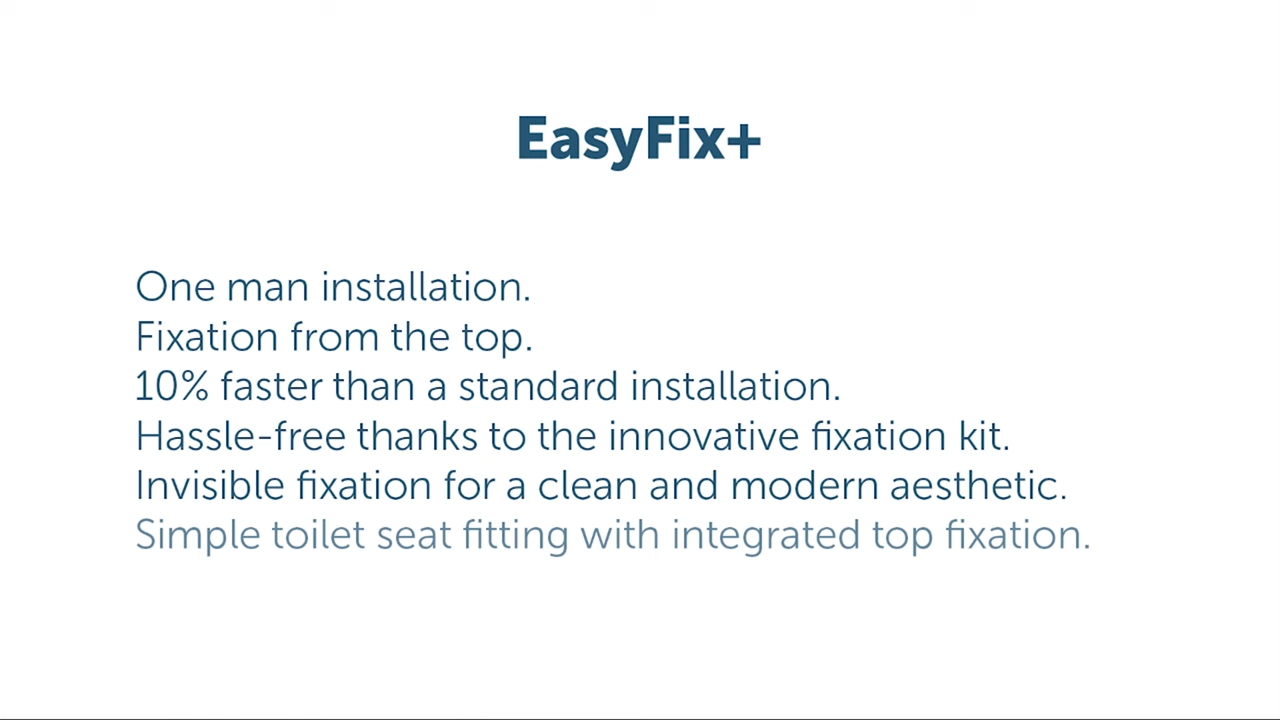 EasyFix+
One man installation.
Fixation from the top.
10% faster than a standard installation.
Hassle-free thanks to the innovative fixation kit.
Invisible fixation for a clean and modern aesthetic.
Simple toilet seat fitting with integrated top fixation.